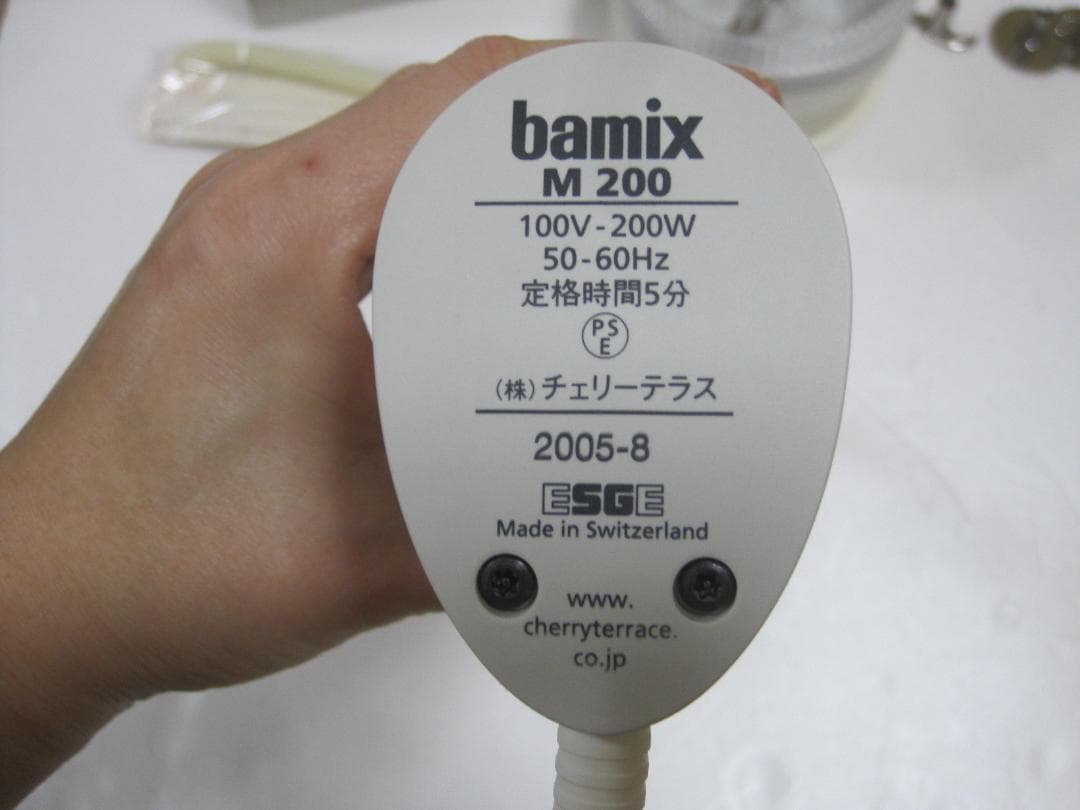 bamix
M 200
100V-200W
50-60Hz
定格時間5分
PS
E
(株)チェリーテラス
2005-8
ESGE
Made in Switzerland
www.
cherryterrace.
co.jp